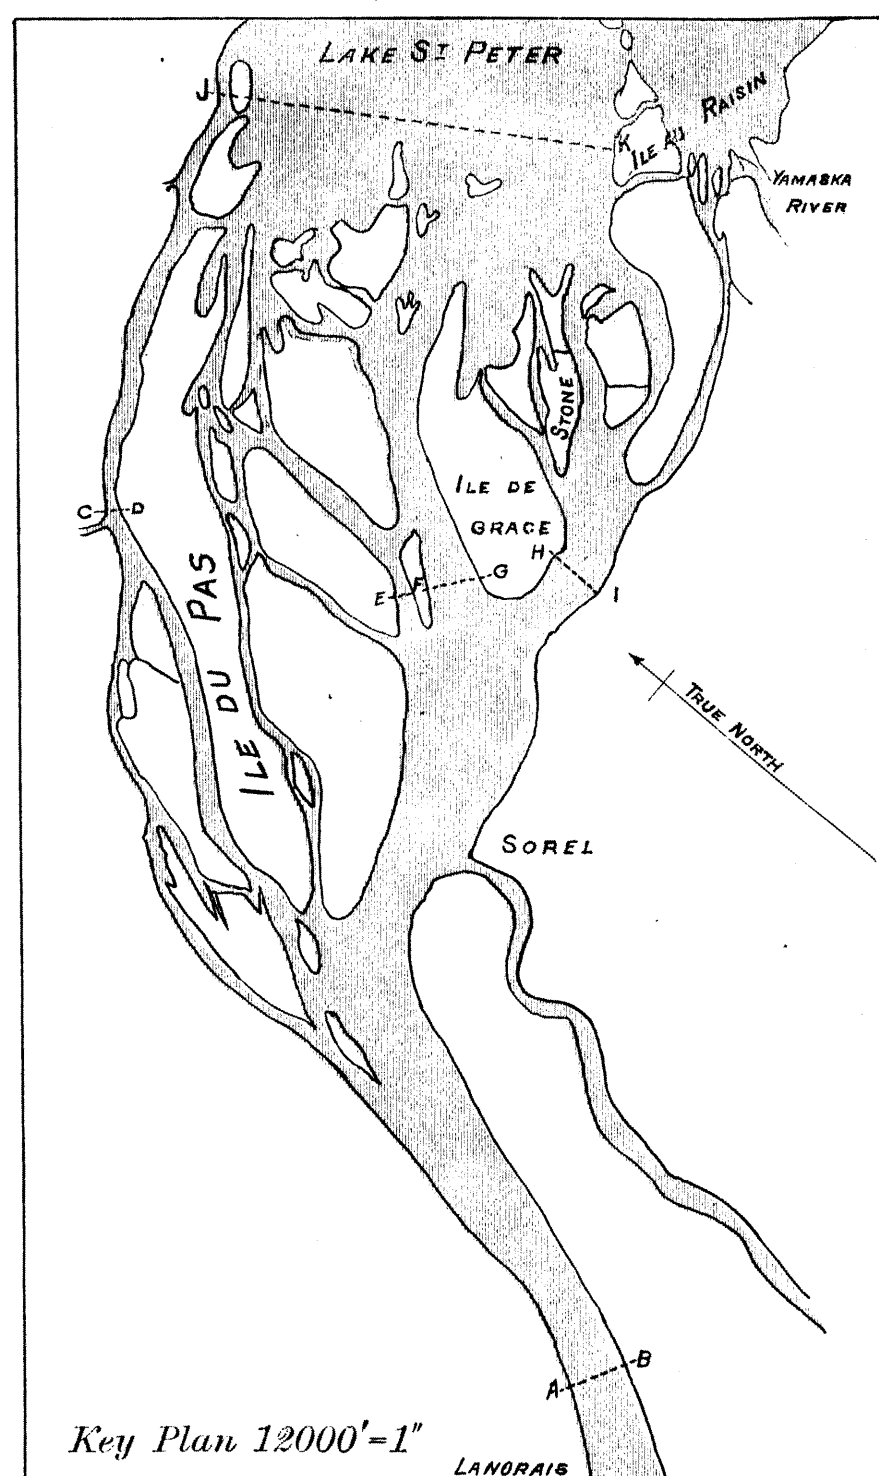 LAKE ST PETER
J
K
ILE AU RAISIN
YAMASKA
RIVER
STONE
ILE DE
GRACE
C D
H
E F G
I
ILE DU PAS
TRUE NORTH
SOREL
A B
Key Plan 12000'=1"
LANORAIS